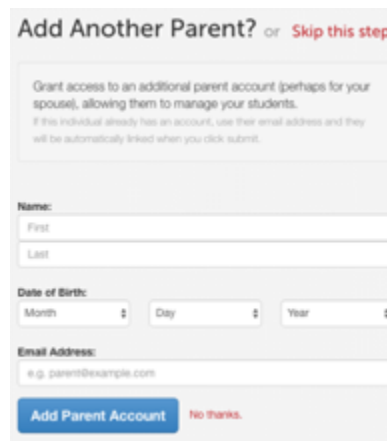 Add Another Parent? or Skip this step
Grant access to an additional parent account (perhaps for your
spouse), allowing them to manage your students.
If this individual already has an account, use their email address and they
will be automatically linked when you click submit.
Name:
First
Last
Date of Birth:
Month Day Year
Email Address:
e.g. parent@example.com
Add Parent Account No thanks.